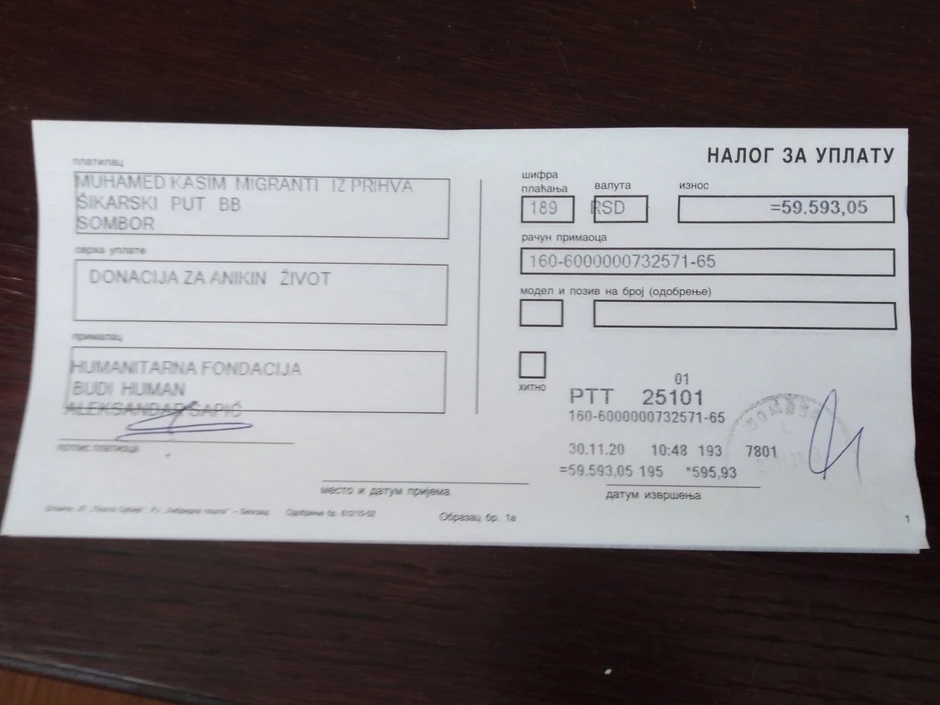 НАЛОГ ЗА УПЛАТУ
платилац
MUHAMED KASIM MIGRANTI IZ PRIHVA
ŠIKARSKI PUT BB
SOMBOR
сврха уплате
DONACIJA ZA ANIKIN ŽIVOT
прималац
HUMANITARNA FONDACIJA
BUDI HUMAN
ALEKSANDAR ŠAPIĆ
потпис платиоца
место и датум пријема
Образац бр. 1а
шифра
плаћања
валута
износ
189
RSD
=59.593,05
рачун примаоца
160-6000000732571-65
модел и позив на број (одобрење)
хитно
01
PTT 25101
160-6000000732571-65
30.11.20 10:48 193 7801
=59.593,05 195 *595,93
датум извршења
1